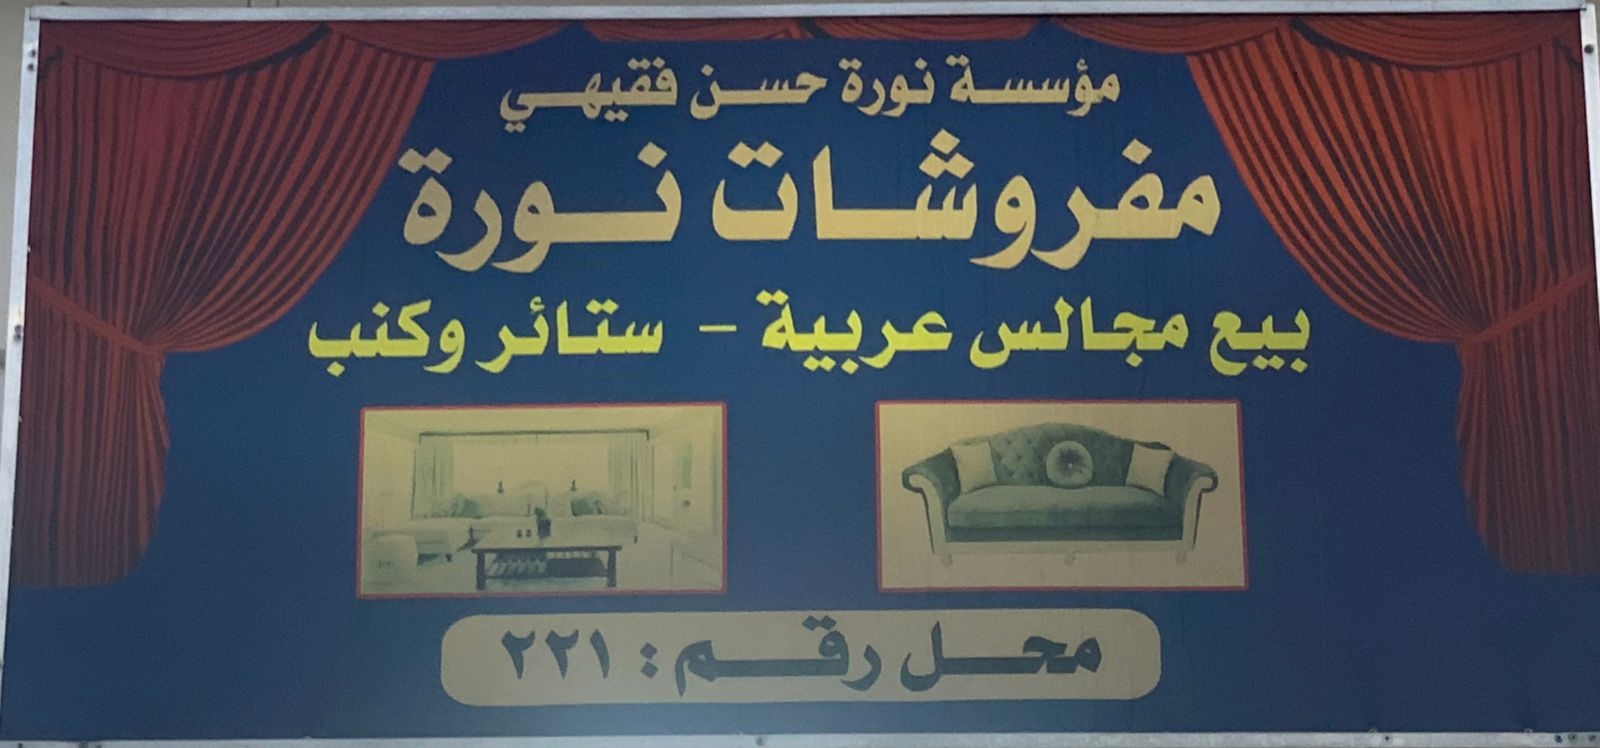 مؤسسة نورة حسن فقيهي
مفروشات نورة
بيع مجالس عربية - ستائر وكنب
محل رقم : ٢٢١